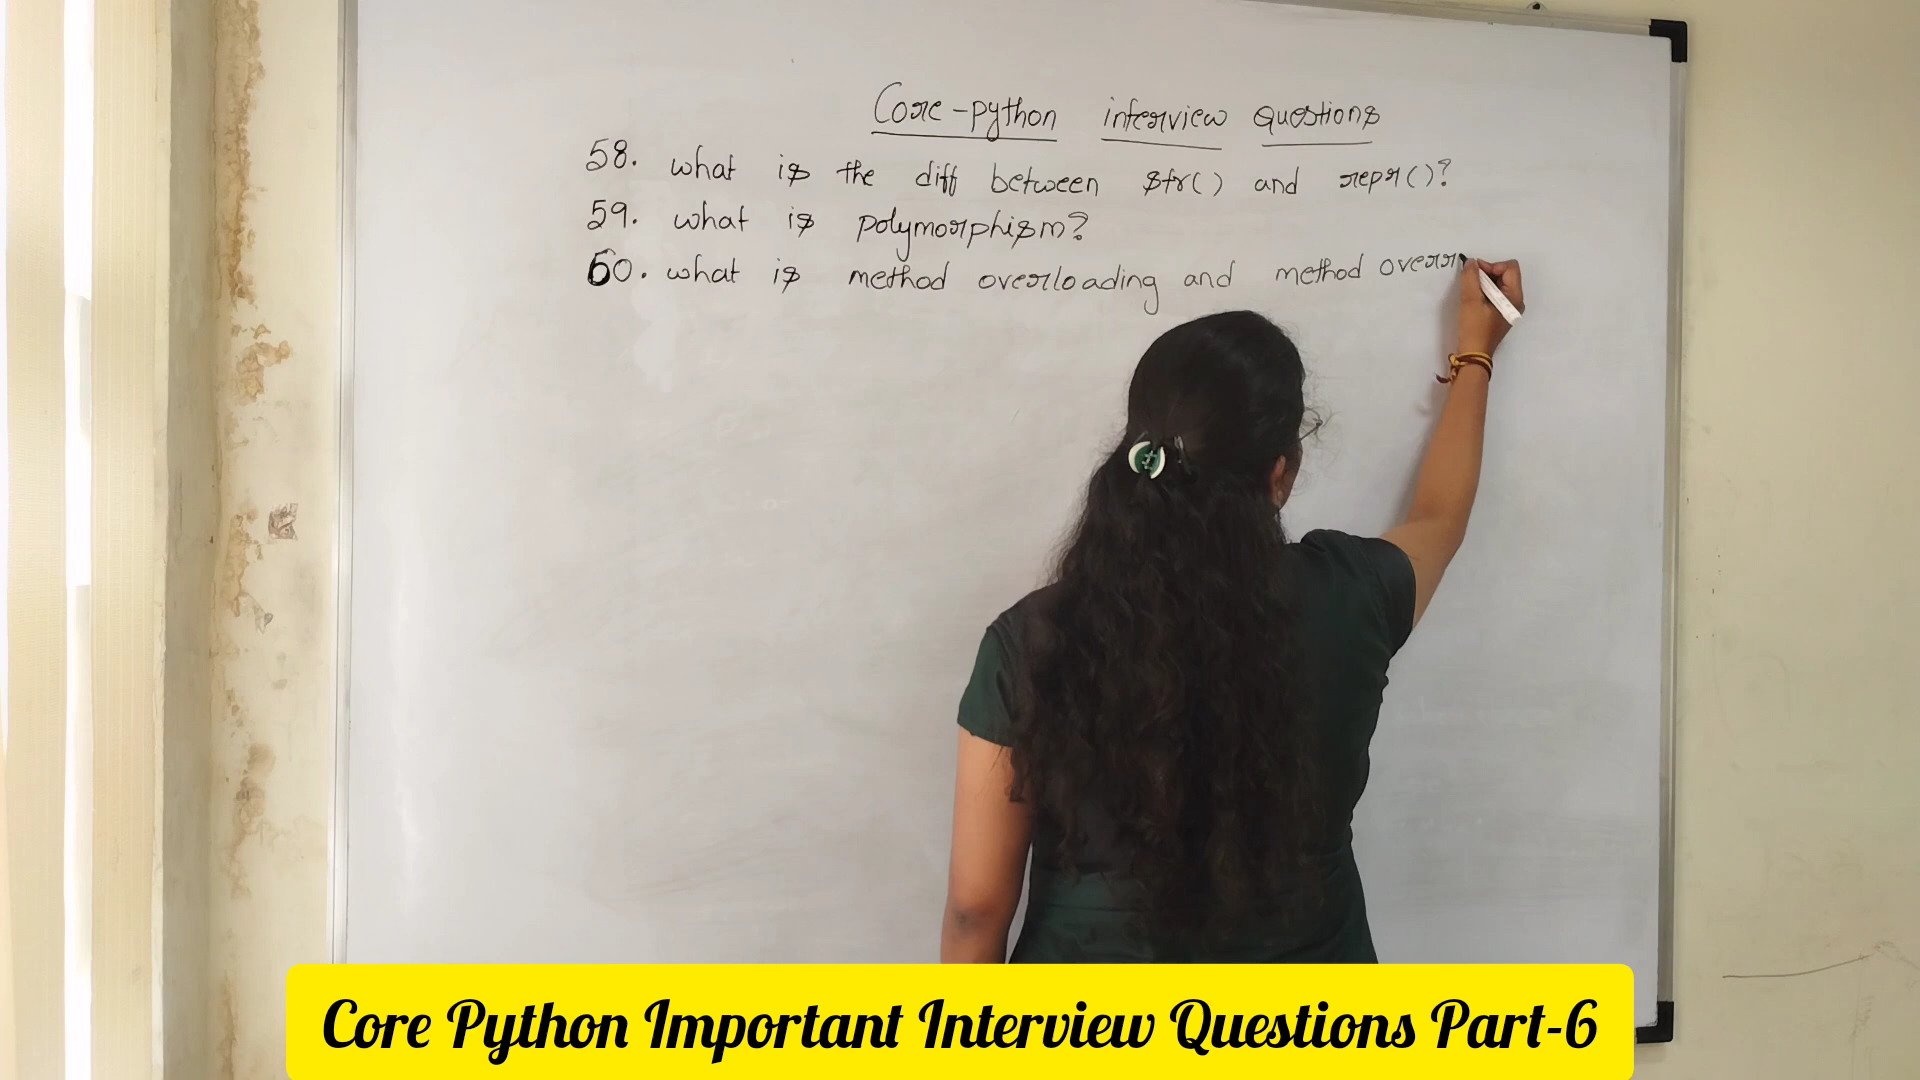 Core-python interview Questions
58. what is the diff between str() and repr()?
59. what is polymorphism?
60. what is method overloading and method overr
Core Python Important Interview Questions Part-6